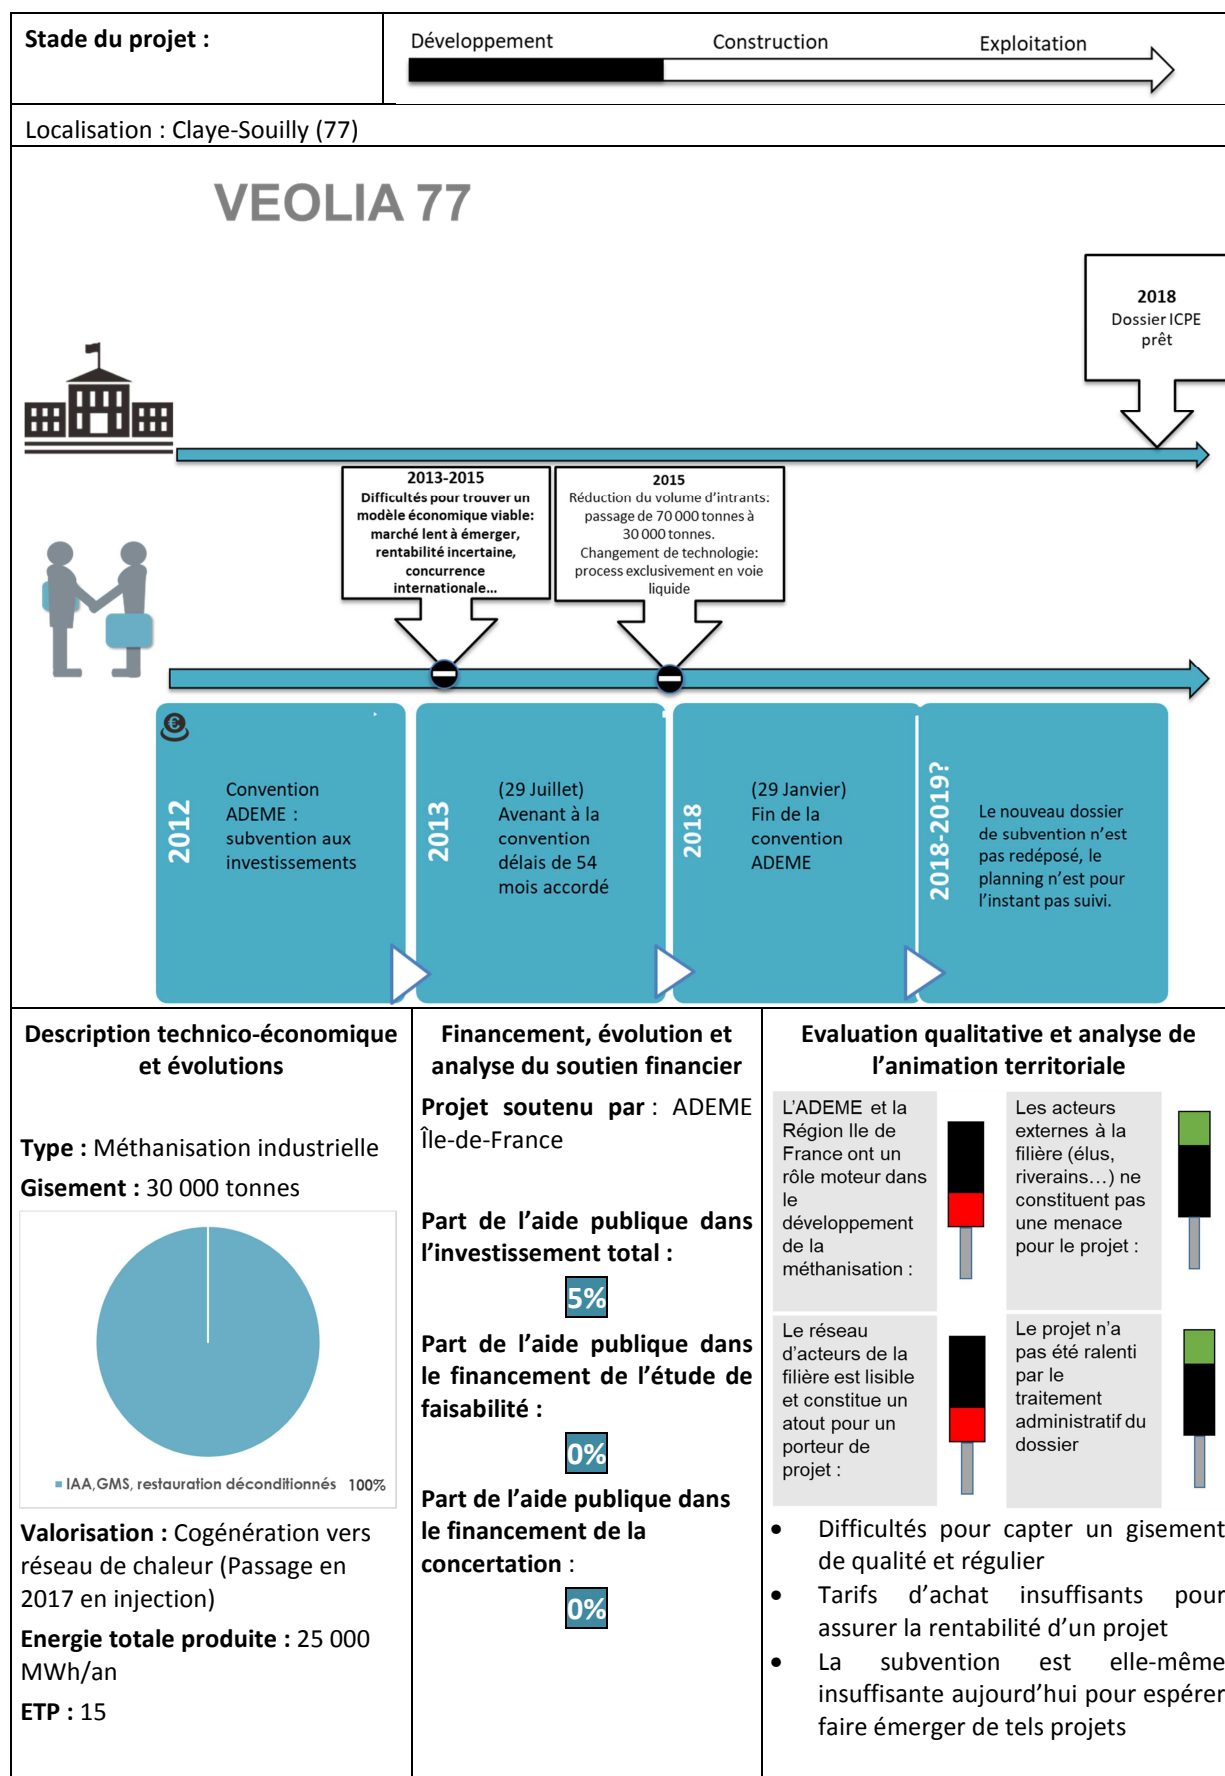 Stade du projet :
Développement
Construction
Exploitation
Localisation : Claye-Souilly (77)
VEOLIA 77
2018
Dossier ICPE
prêt
2013-2015
Difficultés pour trouver un
modèle économique viable:
marché lent à émerger,
rentabilité incertaine,
concurrence
internationale...
2015
Réduction du volume d'intrants:
passage de 70 000 tonnes à
30 000 tonnes.
Changement de technologie:
process exclusivement en voie
liquide
€
2012
Convention
ADEME :
subvention aux
investissements
2013
(29 Juillet)
Avenant à la
convention
délais de 54
mois accordé
2018
(29 Janvier)
Fin de la
convention
ADEME
2018-2019?
Le nouveau dossier
de subvention n'est
pas redéposé, le
planning n'est pour
l'instant pas suivi.
Description technico-économique
et évolutions
Type : Méthanisation industrielle
Gisement : 30 000 tonnes
IAA,GMS, restauration déconditionnés 100%
Valorisation : Cogénération vers
réseau de chaleur (Passage en
2017 en injection)
Energie totale produite : 25 000
MWh/an
ETP : 15
Financement, évolution et
analyse du soutien financier
Projet soutenu par : ADEME
Île-de-France
Part de l'aide publique dans
l'investissement total :
5%
Part de l'aide publique dans
le financement de l'étude de
faisabilité :
0%
Part de l'aide publique dans
le financement de la
concertation :
0%
Evaluation qualitative et analyse de
l'animation territoriale
L'ADEME et la
Région Ile de
France ont un
rôle moteur dans
le
développement
de la
méthanisation :
Les acteurs
externes à la
filière (élus,
riverains...) ne
constituent pas
une menace
pour le projet :
Le réseau
d'acteurs de la
filière est lisible
et constitue un
atout pour un
porteur de
projet :
Le projet n'a
pas été ralenti
par le
traitement
administratif du
dossier
• Difficultés pour capter un gisement
de qualité et régulier
• Tarifs d'achat insuffisants pour
assurer la rentabilité d'un projet
• La subvention est elle-même
insuffisante aujourd'hui pour espérer
faire émerger de tels projets